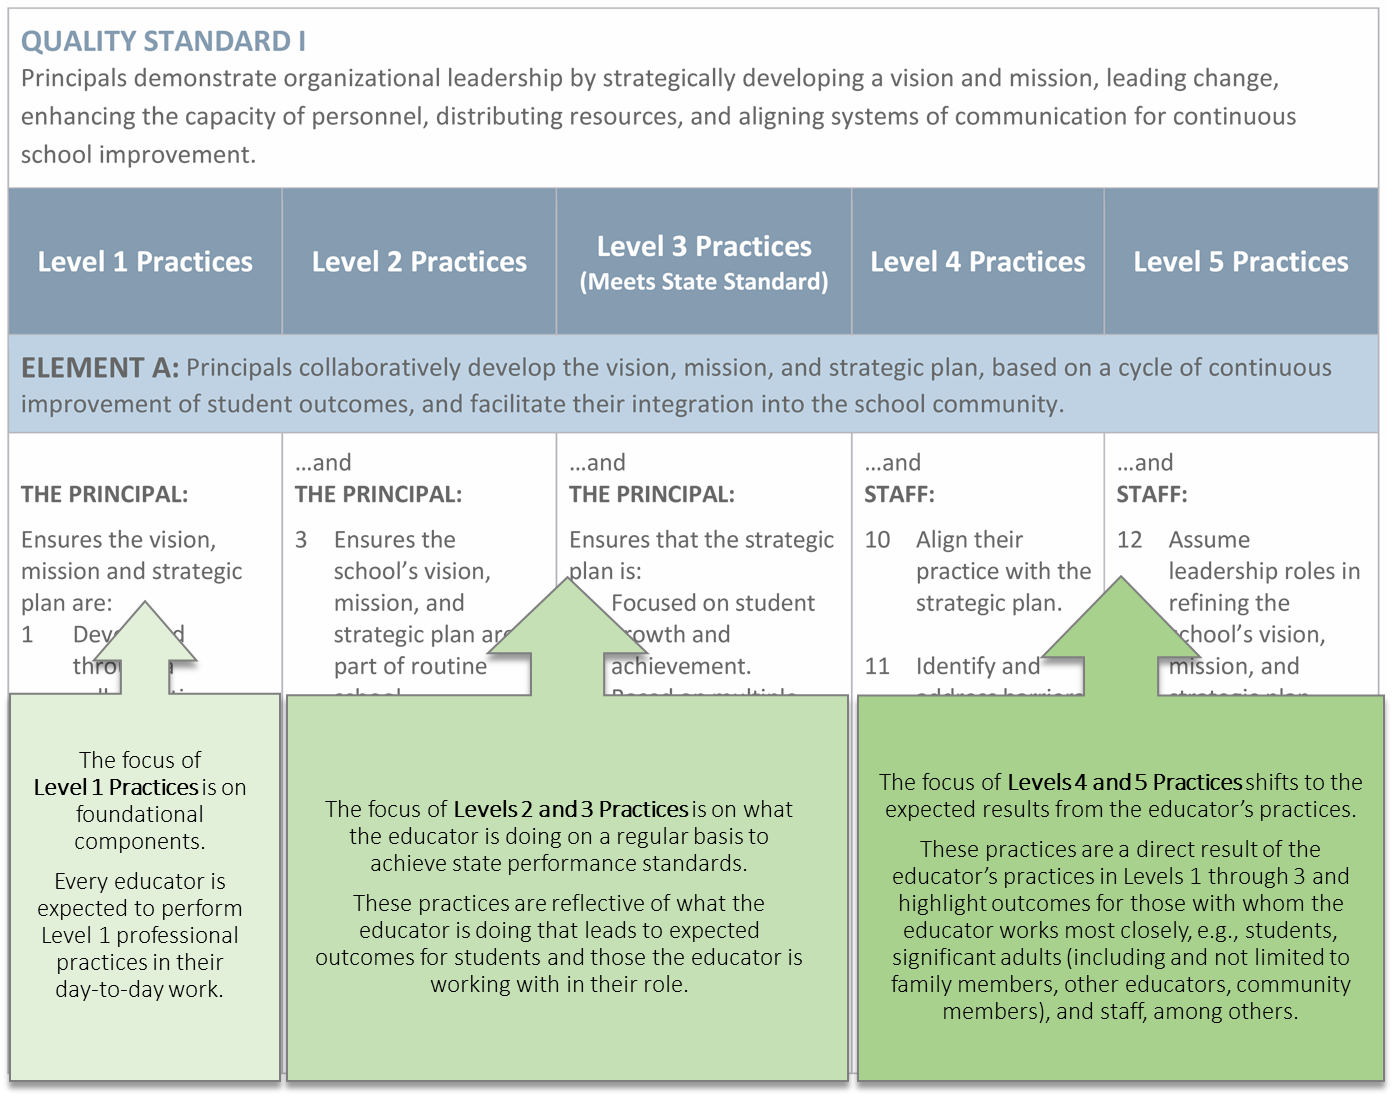 QUALITY STANDARD I
Principals demonstrate organizational leadership by strategically developing a vision and mission, leading change,
enhancing the capacity of personnel, distributing resources, and aligning systems of communication for continuous
school improvement.
Level 1 Practices
Level 2 Practices
Level 3 Practices
(Meets State Standard)
Level 4 Practices
Level 5 Practices
ELEMENT A: Principals collaboratively develop the vision, mission, and strategic plan, based on a cycle of continuous
improvement of student outcomes, and facilitate their integration into the school community.
THE PRINCIPAL:
Ensures the vision,
mission and strategic
plan are:
1
...and
THE PRINCIPAL:
3 Ensures the
school's vision,
mission, and
strategic plan are
part of routine
school
...and
THE PRINCIPAL:
Ensures that the strategic
plan is:
Focused on student
growth and
achievement.
Based on multiple
...and
STAFF:
10 Align their
practice with the
strategic plan.
11 Identify and
address barriers
...and
STAFF:
12 Assume
leadership roles in
refining the
school's vision,
mission, and
strategic plan
The focus of
Level 1 Practices is on
foundational
components.
Every educator is
expected to perform
Level 1 professional
practices in their
day-to-day work.
The focus of Levels 2 and 3 Practices is on what
the educator is doing on a regular basis to
achieve state performance standards.
These practices are reflective of what the
educator is doing that leads to expected
outcomes for students and those the educator is
working with in their role.
The focus of Levels 4 and 5 Practices shifts to the
expected results from the educator's practices.
These practices are a direct result of the
educator's practices in Levels 1 through 3 and
highlight outcomes for those with whom the
educator works most closely, e.g., students,
significant adults (including and not limited to
family members, other educators, community
members), and staff, among others.